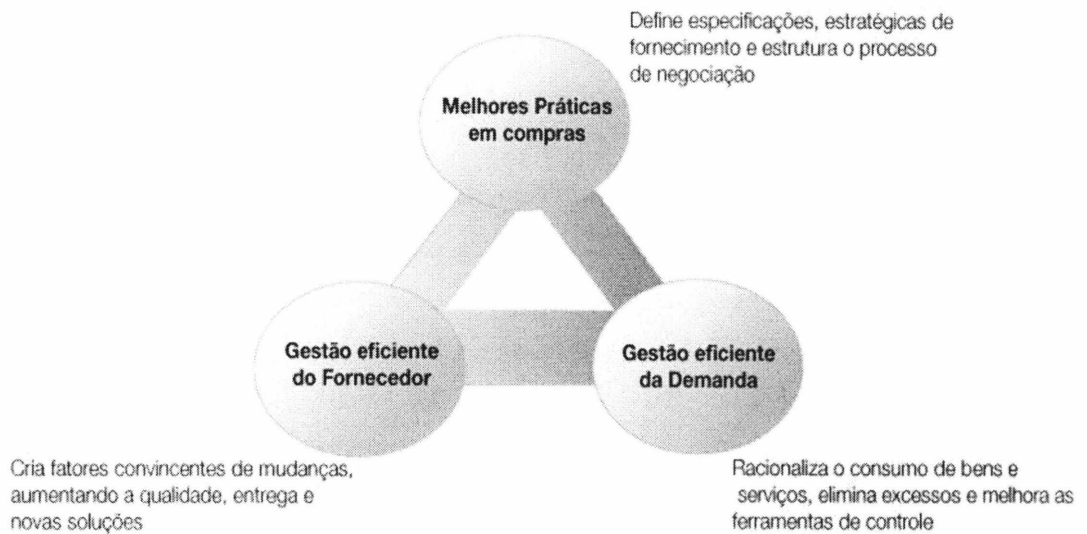 Define especificações, estratégicas de
fornecimento e estrutura o processo
de negociação
Melhores Práticas
em compras
Gestão eficiente
do Fornecedor
Gestão eficiente
da Demanda
Cria fatores convincentes de mudanças,
aumentando a qualidade, entrega e
novas soluções
Racionaliza o consumo de bens e
serviços, elimina excessos e melhora as
ferramentas de controle